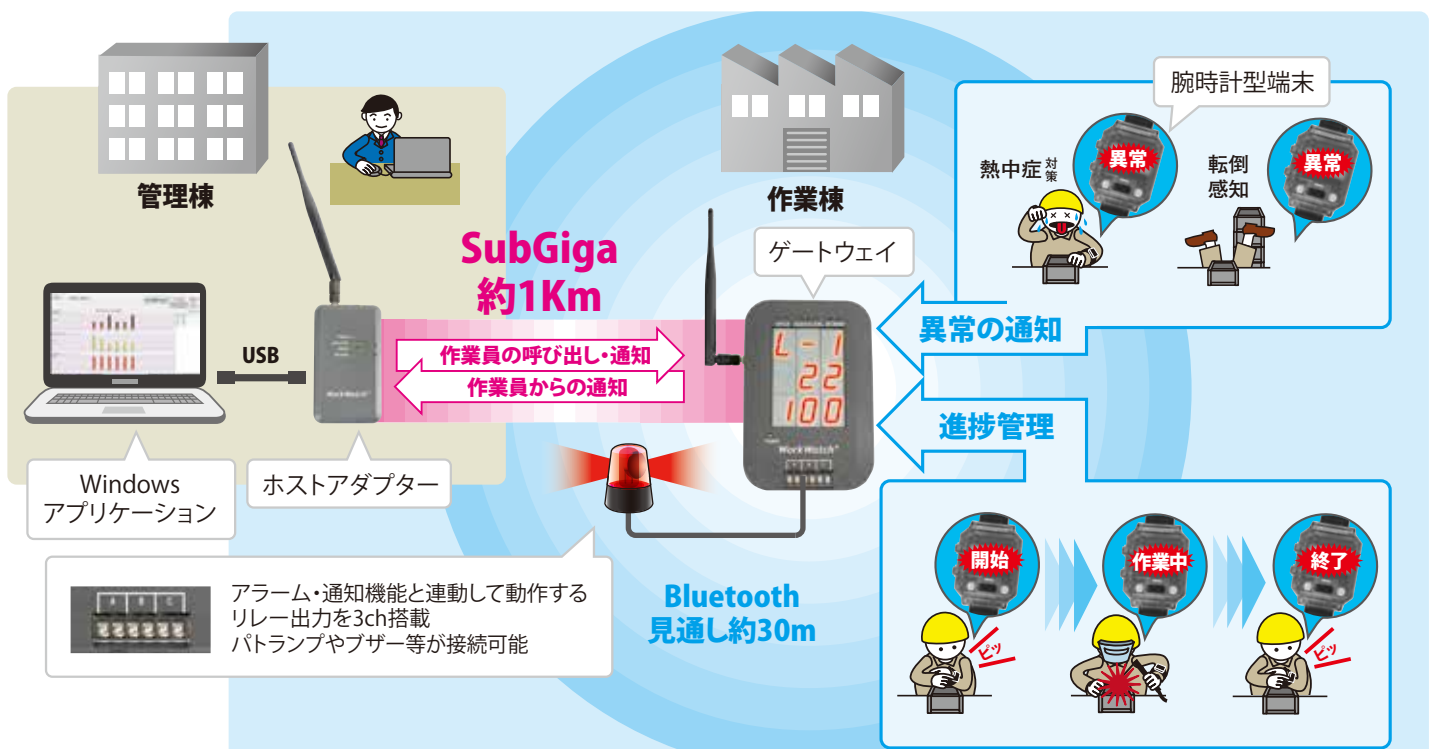 管理棟
作業棟
腕時計型端末
熱中症対策
異常
転倒
感知
異常
SubGiga
約1Km
ゲートウェイ
異常の通知
USB
作業員の呼び出し・通知
作業員からの通知
WorkWatch
L-1
22
100
WorkWatch
進捗管理
Windows
アプリケーション
ホストアダプター
A B C
アラーム・通知機能と連動して動作する
リレー出力を3ch搭載
パトランプやブザー等が接続可能
Bluetooth
見通し約30m
開始
作業中
終了
ピッ
ピッ